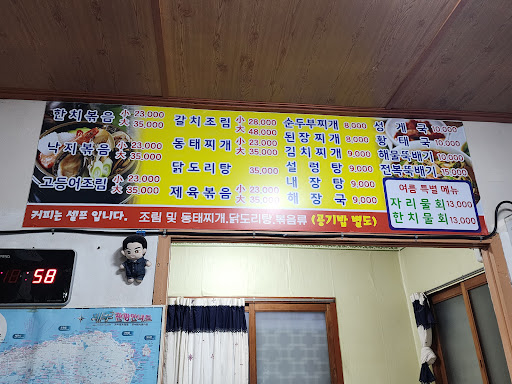 한치볶음 小 23,000 大 35,000
낙지볶음 小 23,000 大 35,000
고등어조림 小 23,000 大 35,000
갈치조림 小 28,000 大 48,000
동태찌개 小 23,000 大 35,000
닭도리탕 35,000
제육볶음 小 23,000 大 35,000
순두부찌개 8,000
된장찌개 8,000
김치찌개 9,000
설렁탕 9,000
내장탕 9,000
해장국 9,000
성게국 10,000
황태국 10,000
해물뚝배기 10,000
전복뚝배기 15,000
여름 특별 메뉴
자리물회 13,000
한치물회 13,000
커피는 셀프 입니다. 조림 및 동태찌개,닭도리탕,볶음류 (공기밥 별도)
58